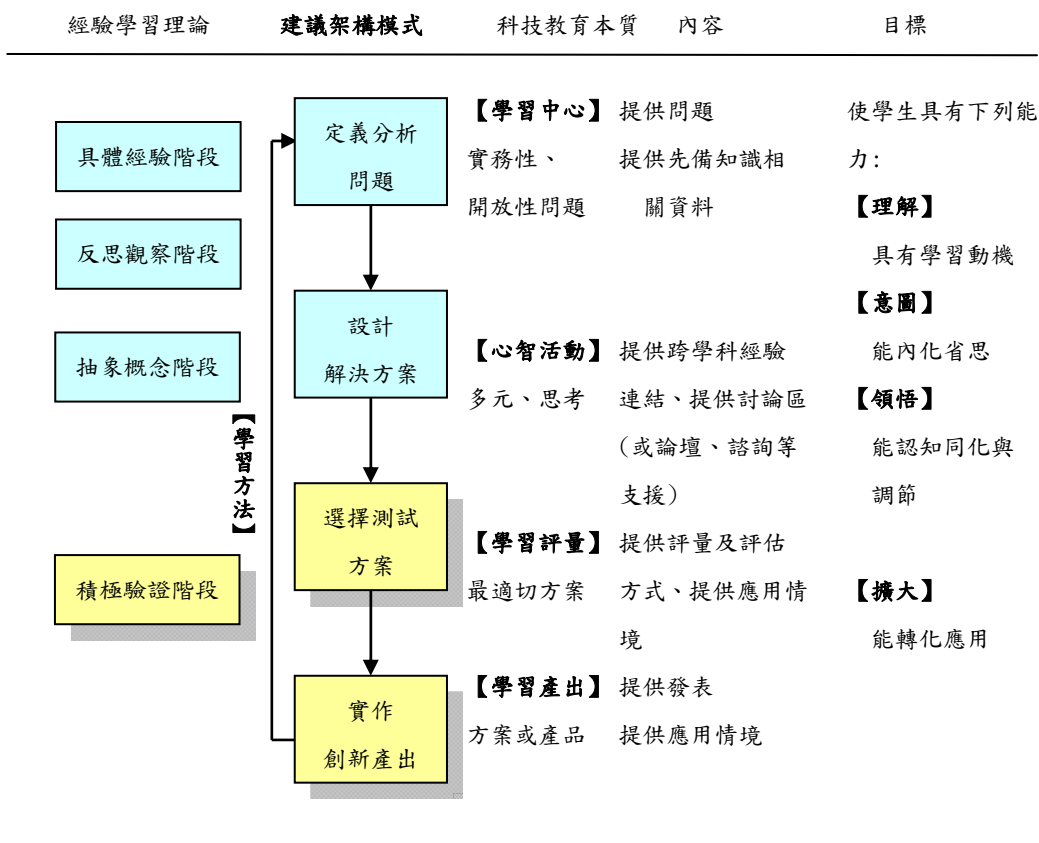 經驗學習理論 建議架構模式 科技教育本質 內容 目標
具體經驗階段
反思觀察階段
抽象概念階段
積極驗證階段
【學習方法】
定義分析
問題
設計
解決方案
選擇測試
方案
實作
創新產出
【學習中心】
實務性、
開放性問題
【心智活動】
多元、思考
【學習評量】
最適切方案
【學習產出】
方案或產品
提供問題
提供先備知識相
關資料
提供跨學科經驗
連結、提供討論區
(或論壇、諮詢等
支援)
提供評量及評估
方式、提供應用情
境
提供發表
提供應用情境
使學生具有下列能
力:
【理解】
具有學習動機
【意圖】
能內化省思
【領悟】
能認知同化與
調節
【擴大】
能轉化應用